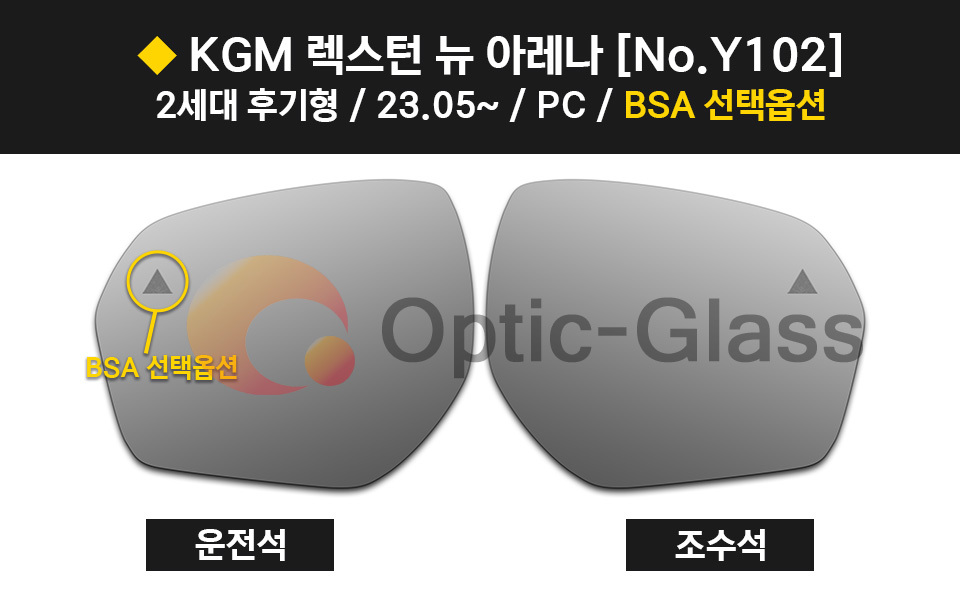 ◆ KGM 렉스턴 뉴 아레나 [No.Y102]
2세대 후기형 / 23.05~ / PC / BSA 선택옵션
Optic-Glass
BSA 선택옵션
운전석
조수석